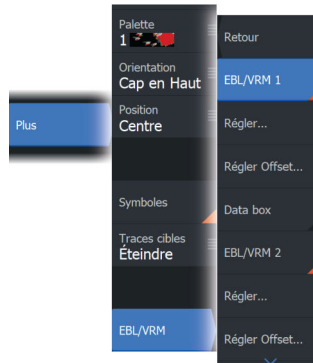 Plus
Palette
1
Orientation
Cap en Haut
Position
Centre
Symboles
Traces cibles
Éteindre
EBL/VRM
Retour
EBL/VRM 1
Régler...
Régler Offset...
Data box
EBL/VRM 2
Régler...
Régler Offset...